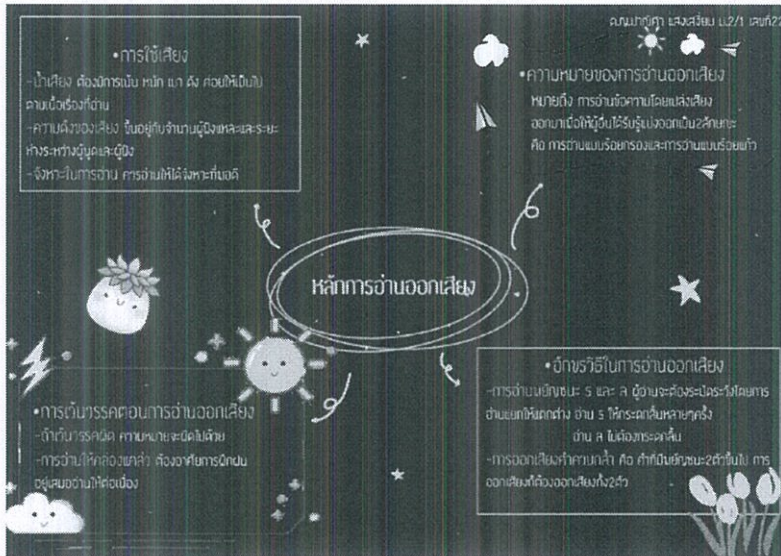 ด.ญ.ปาณิศา แสงเสงี่ยม ม.2/1 เลขที่22
•การใช้เสียง
-น้ำเสียง ต้องมีการเน้น หนัก เบา ดัง ค่อยให้เป็นไป
ตามเนื้อเรื่องที่อ่าน
-ความดังของเสียง ขึ้นอยู่กับจำนวนผู้ฟังและระยะ
ห่างระหว่างผู้พูดและผู้ฟัง
-จังหวะในการอ่าน ควรอ่านให้ได้จังหวะที่พอดี
•ความหมายของการอ่านออกเสียง
หมายถึง การอ่านข้อความโดยเปล่งเสียง
ออกมาเพื่อให้ผู้อื่นได้รับรู้แบ่งออกเป็น2ลักษณะ
คือ การอ่านแบบร้อยกรองและการอ่านแบบร้อยแก้ว
หลักการอ่านออกเสียง
•การเว้นวรรคตอนการอ่านออกเสียง
-ถ้าเว้นวรรคผิด ความหมายจะผิดไปด้วย
-การอ่านให้คล่องแคล่ว ต้องอาศัยการฝึกฝน
อยู่เสมออ่านให้ต่อเนื่อง
•อักขรวิธีในการอ่านออกเสียง
-การอ่านพยัญชนะ ร และ ล ผู้อ่านจะต้องระมัดระวังโดยการ
อ่านแยกให้แตกต่าง อ่าน ร ให้กระดกลิ้นหลายๆครั้ง
อ่าน ล ไม่ต้องกระดกลิ้น
-การออกเสียงคำควบกล้ำ คือ คำที่มีพยัญชนะ2ตัวขึ้นไป การ
ออกเสียงก็ต้องออกเสียงทั้ง2ตัว